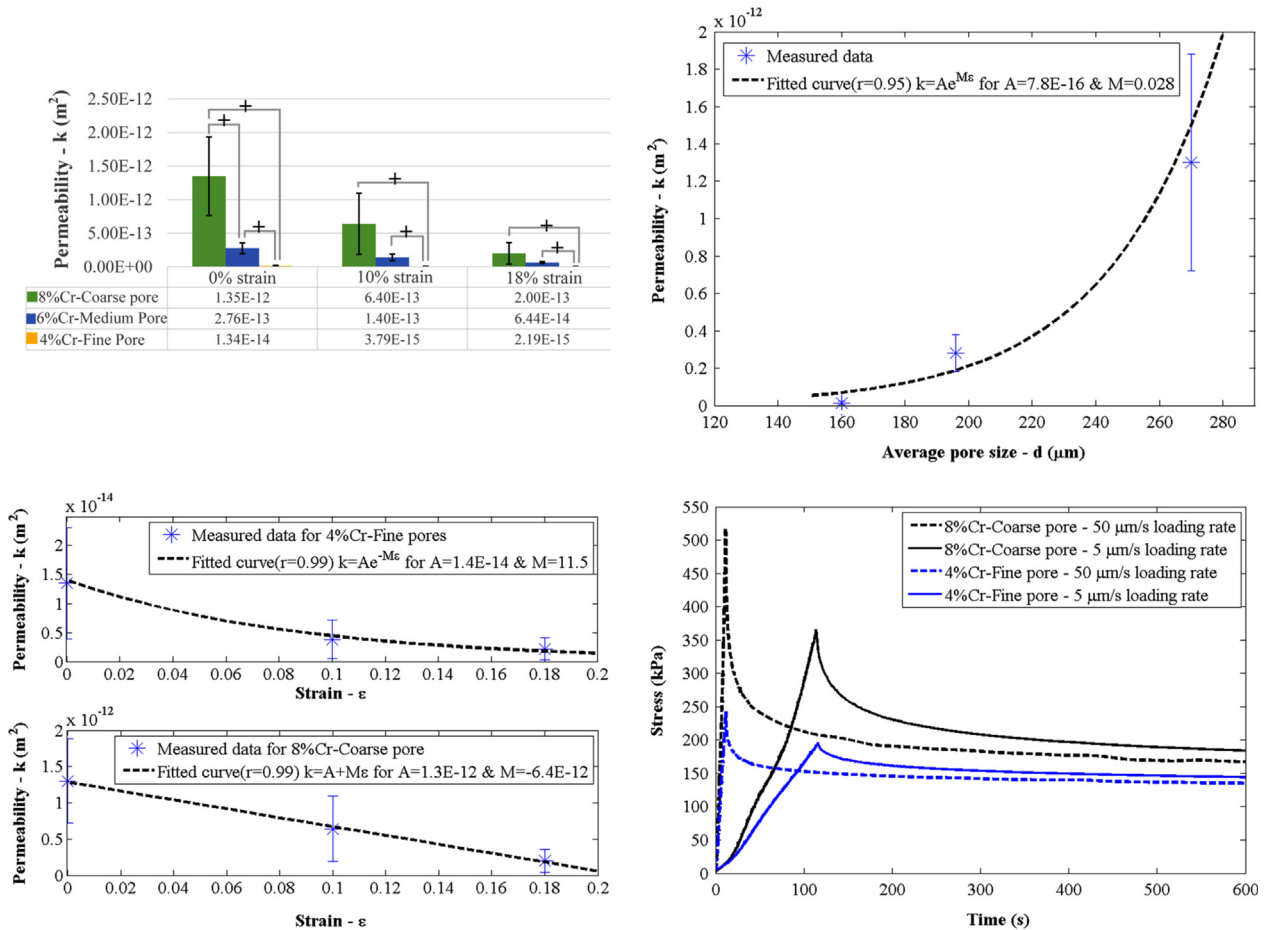 2.50E-12
2.00E-12
1.50E-12
1.00E-12
5.00E-13
0.00E+00
Permeability - k (m²)
0% strain 10% strain 18% strain
8%Cr-Coarse pore 1.35E-12 6.40E-13 2.00E-13
6%Cr-Medium Pore 2.76E-13 1.40E-13 6.44E-14
4%Cr-Fine Pore 1.34E-14 3.79E-15 2.19E-15
x 10⁻¹²
2
1.8
1.6
1.4
1.2
1
0.8
0.6
0.4
0.2
0
Permeability - k (m²)
Measured data
Fitted curve(r=0.95) k=Ae^Mε for A=7.8E-16 & M=0.028
120 140 160 180 200 220 240 260 280
Average pore size - d (μm)
x 10⁻¹⁴
2
1.5
1
0.5
0
Permeability - k (m²)
Measured data for 4%Cr-Fine pores
Fitted curve(r=0.99) k=Ae^-Mε for A=1.4E-14 & M=11.5
0 0.02 0.04 0.06 0.08 0.1 0.12 0.14 0.16 0.18 0.2
Strain - ε
x 10⁻¹²
2
1.5
1
0.5
0
Permeability - k (m²)
Measured data for 8%Cr-Coarse pore
Fitted curve(r=0.99) k=A+Mε for A=1.3E-12 & M=-6.4E-12
0 0.02 0.04 0.06 0.08 0.1 0.12 0.14 0.16 0.18 0.2
Strain - ε
550
500
450
400
350
300
250
200
150
100
50
0
Stress (kPa)
8%Cr-Coarse pore - 50 μm/s loading rate
8%Cr-Coarse pore - 5 μm/s loading rate
4%Cr-Fine pore - 50 μm/s loading rate
4%Cr-Fine pore - 5 μm/s loading rate
0 100 200 300 400 500 600
Time (s)